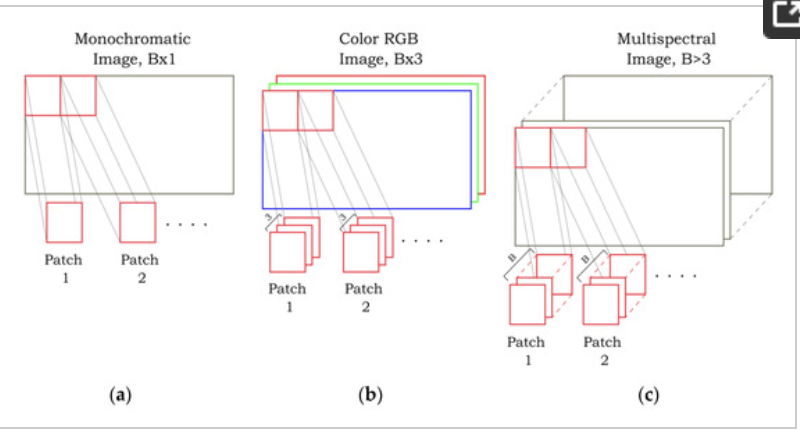 Monochromatic
Image, Bx1
Patch
1
Patch
2
. . . .
(a)
Color RGB
Image, Bx3
3
3
Patch
1
Patch
2
. . . .
(b)
Multispectral
Image, B>3
B
B
Patch
1
Patch
2
. . . .
(c)